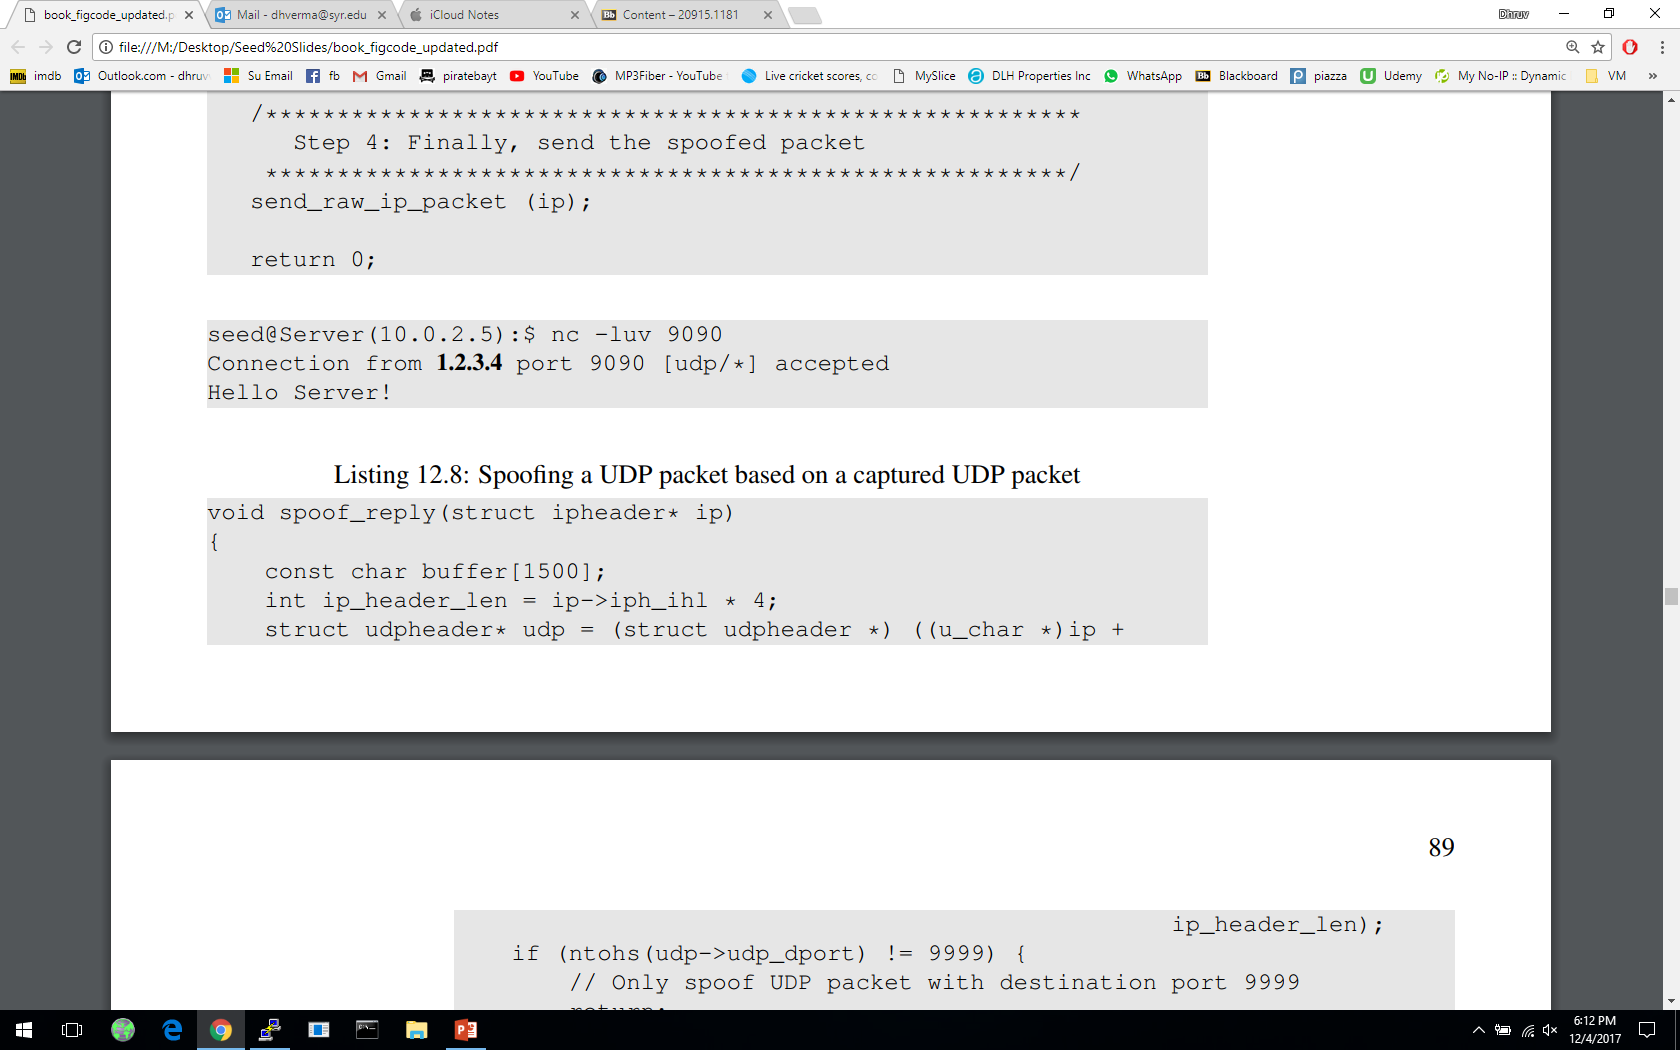 book_figcode_updated.p
Mail - dhverma@syr.edu
iCloud Notes
Content – 20915.1181
Dhruv
file:///M:/Desktop/Seed%20Slides/book_figcode_updated.pdf
imdb Outlook.com - dhruv Su Email fb Gmail piratebayt YouTube MP3Fiber - YouTube Live cricket scores, co MySlice DLH Properties Inc WhatsApp Blackboard piazza Udemy My No-IP :: Dynamic VM »
/*********************************************************
Step 4: Finally, send the spoofed packet
********************************************************/
send_raw_ip_packet (ip);
return 0;
seed@Server(10.0.2.5):$ nc -luv 9090
Connection from 1.2.3.4 port 9090 [udp/*] accepted
Hello Server!
Listing 12.8: Spoofing a UDP packet based on a captured UDP packet
void spoof_reply(struct ipheader* ip)
{
const char buffer[1500];
int ip_header_len = ip->iph_ihl * 4;
struct udpheader* udp = (struct udpheader *) ((u_char *)ip +
89
ip_header_len);
if (ntohs(udp->udp_dport) != 9999) {
// Only spoof UDP packet with destination port 9999
return;
6:12 PM
12/4/2017